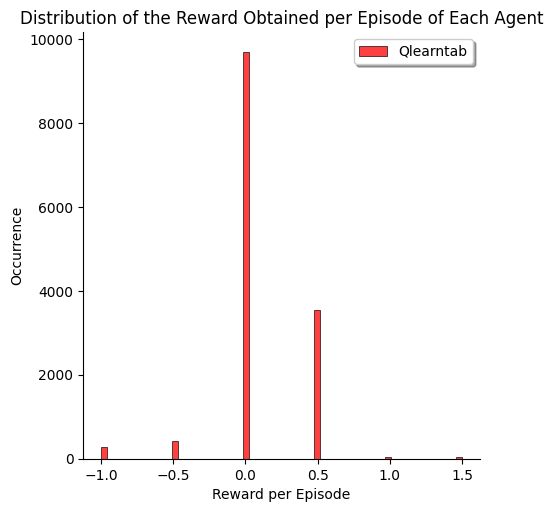 Distribution of the Reward Obtained per Episode of Each Agent
Qlearntab
10000
8000
6000
4000
2000
0
Occurrence
−1.0 −0.5 0.0 0.5 1.0 1.5
Reward per Episode